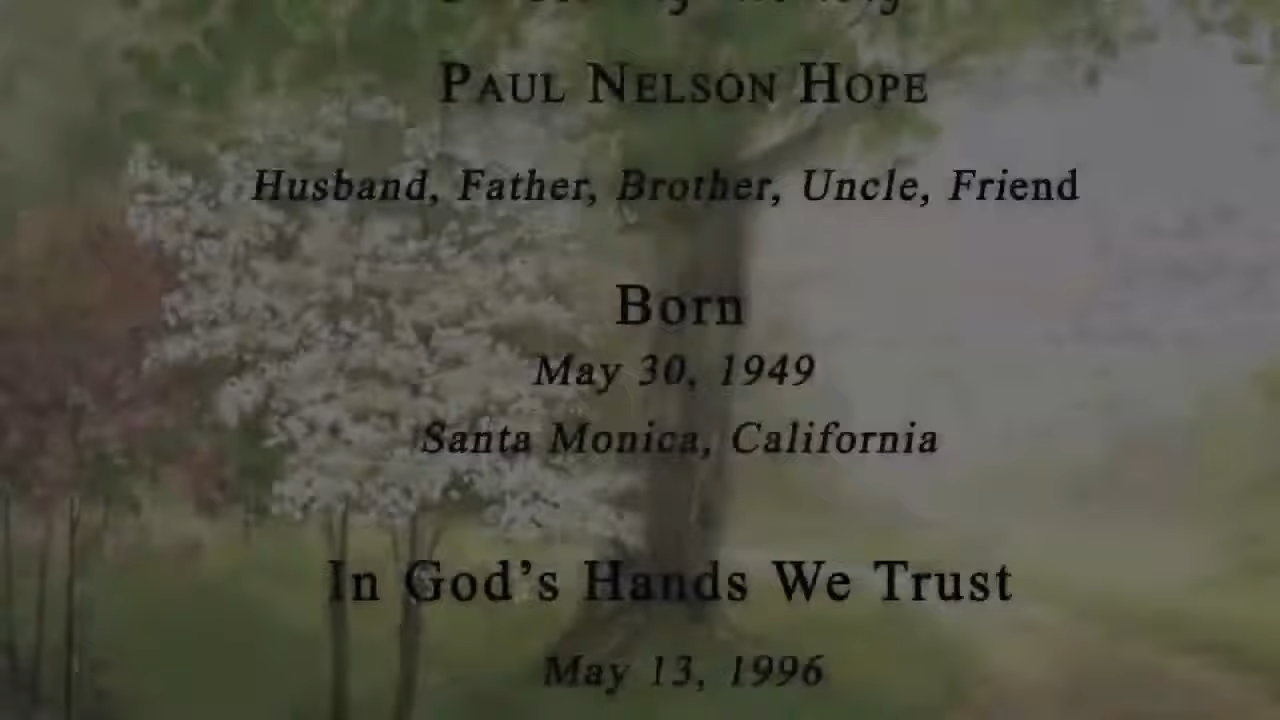 PAUL NELSON HOPE
Husband, Father, Brother, Uncle, Friend
Born
May 30, 1949
Santa Monica, California
In God's Hands We Trust
May 13, 1996